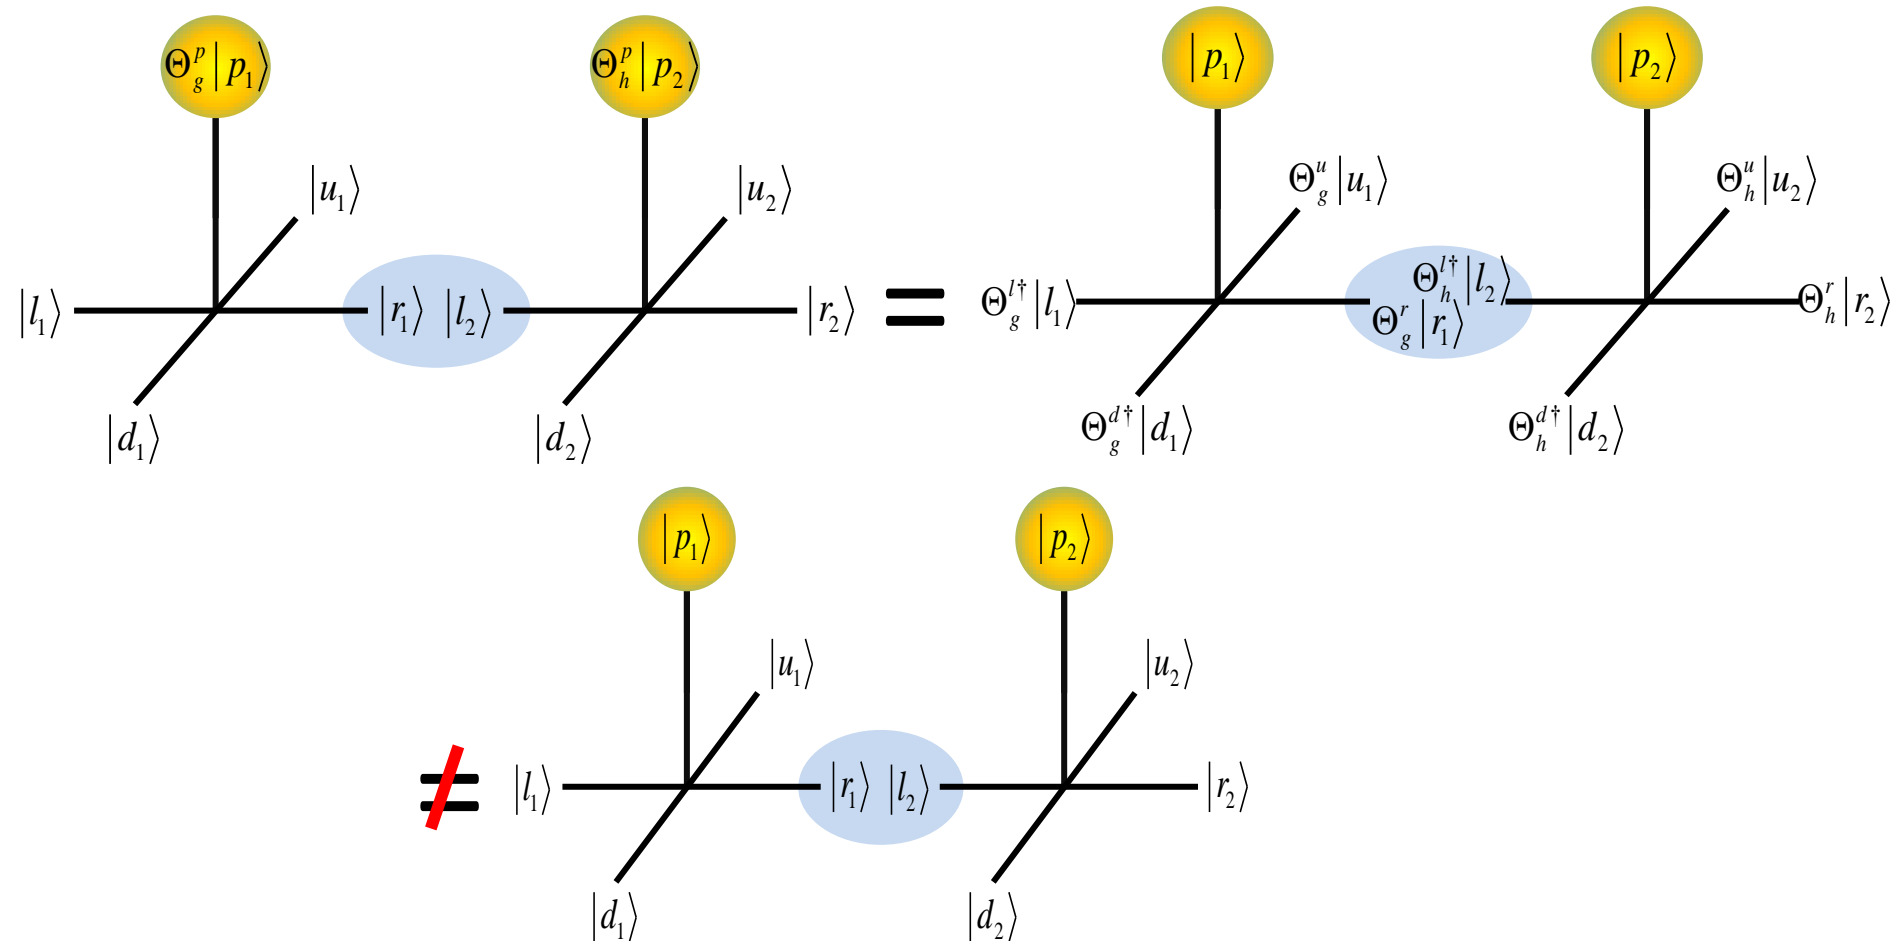 Θ_g^p|p₁⟩ Θ_h^p|p₂⟩ |p₁⟩ |p₂⟩
|u₁⟩ |u₂⟩ Θ_g^u|u₁⟩ Θ_h^u|u₂⟩
|l₁⟩ |r₁⟩ |l₂⟩ |r₂⟩ = Θ_g^{l†}|l₁⟩ Θ_g^r|r₁⟩ Θ_h^{l†}|l₂⟩ Θ_h^r|r₂⟩
|d₁⟩ |d₂⟩ Θ_g^{d†}|d₁⟩ Θ_h^{d†}|d₂⟩
|p₁⟩ |p₂⟩
|u₁⟩ |u₂⟩
≠ |l₁⟩ |r₁⟩ |l₂⟩ |r₂⟩
|d₁⟩ |d₂⟩